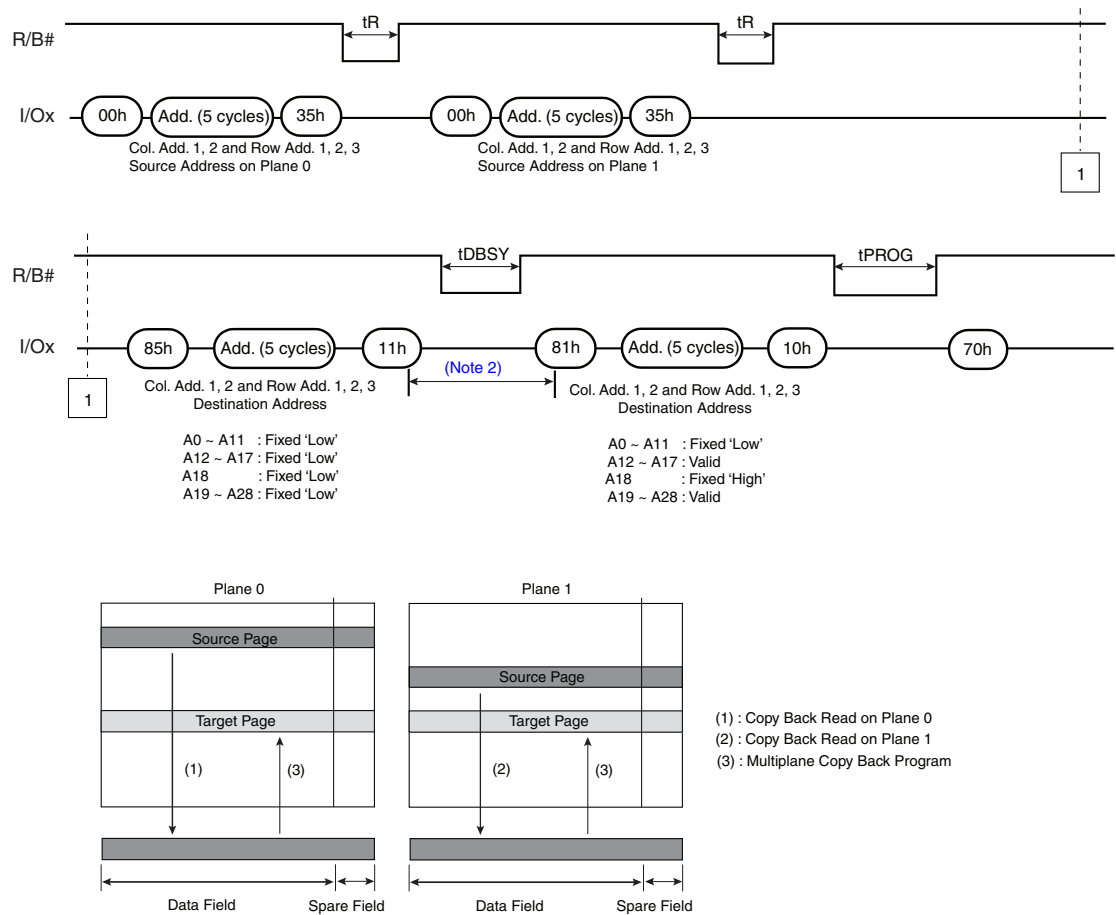 tR
tR
R/B#
I/Ox
00h
Add. (5 cycles)
35h
00h
Add. (5 cycles)
35h
Col. Add. 1, 2 and Row Add. 1, 2, 3
Source Address on Plane 0
Col. Add. 1, 2 and Row Add. 1, 2, 3
Source Address on Plane 1
1
tDBSY
tPROG
R/B#
I/Ox
85h
Add. (5 cycles)
11h
(Note 2)
81h
Add. (5 cycles)
10h
70h
1
Col. Add. 1, 2 and Row Add. 1, 2, 3
Destination Address
A0 ~ A11 : Fixed ‘Low’
A12 ~ A17 : Fixed ‘Low’
A18 : Fixed ‘Low’
A19 ~ A28 : Fixed ‘Low’
Col. Add. 1, 2 and Row Add. 1, 2, 3
Destination Address
A0 ~ A11 : Fixed ‘Low’
A12 ~ A17 : Valid
A18 : Fixed ‘High’
A19 ~ A28 : Valid
Plane 0
Source Page
Target Page
(1)
(3)
Data Field
Spare Field
Plane 1
Source Page
Target Page
(2)
(3)
Data Field
Spare Field
(1) : Copy Back Read on Plane 0
(2) : Copy Back Read on Plane 1
(3) : Multiplane Copy Back Program